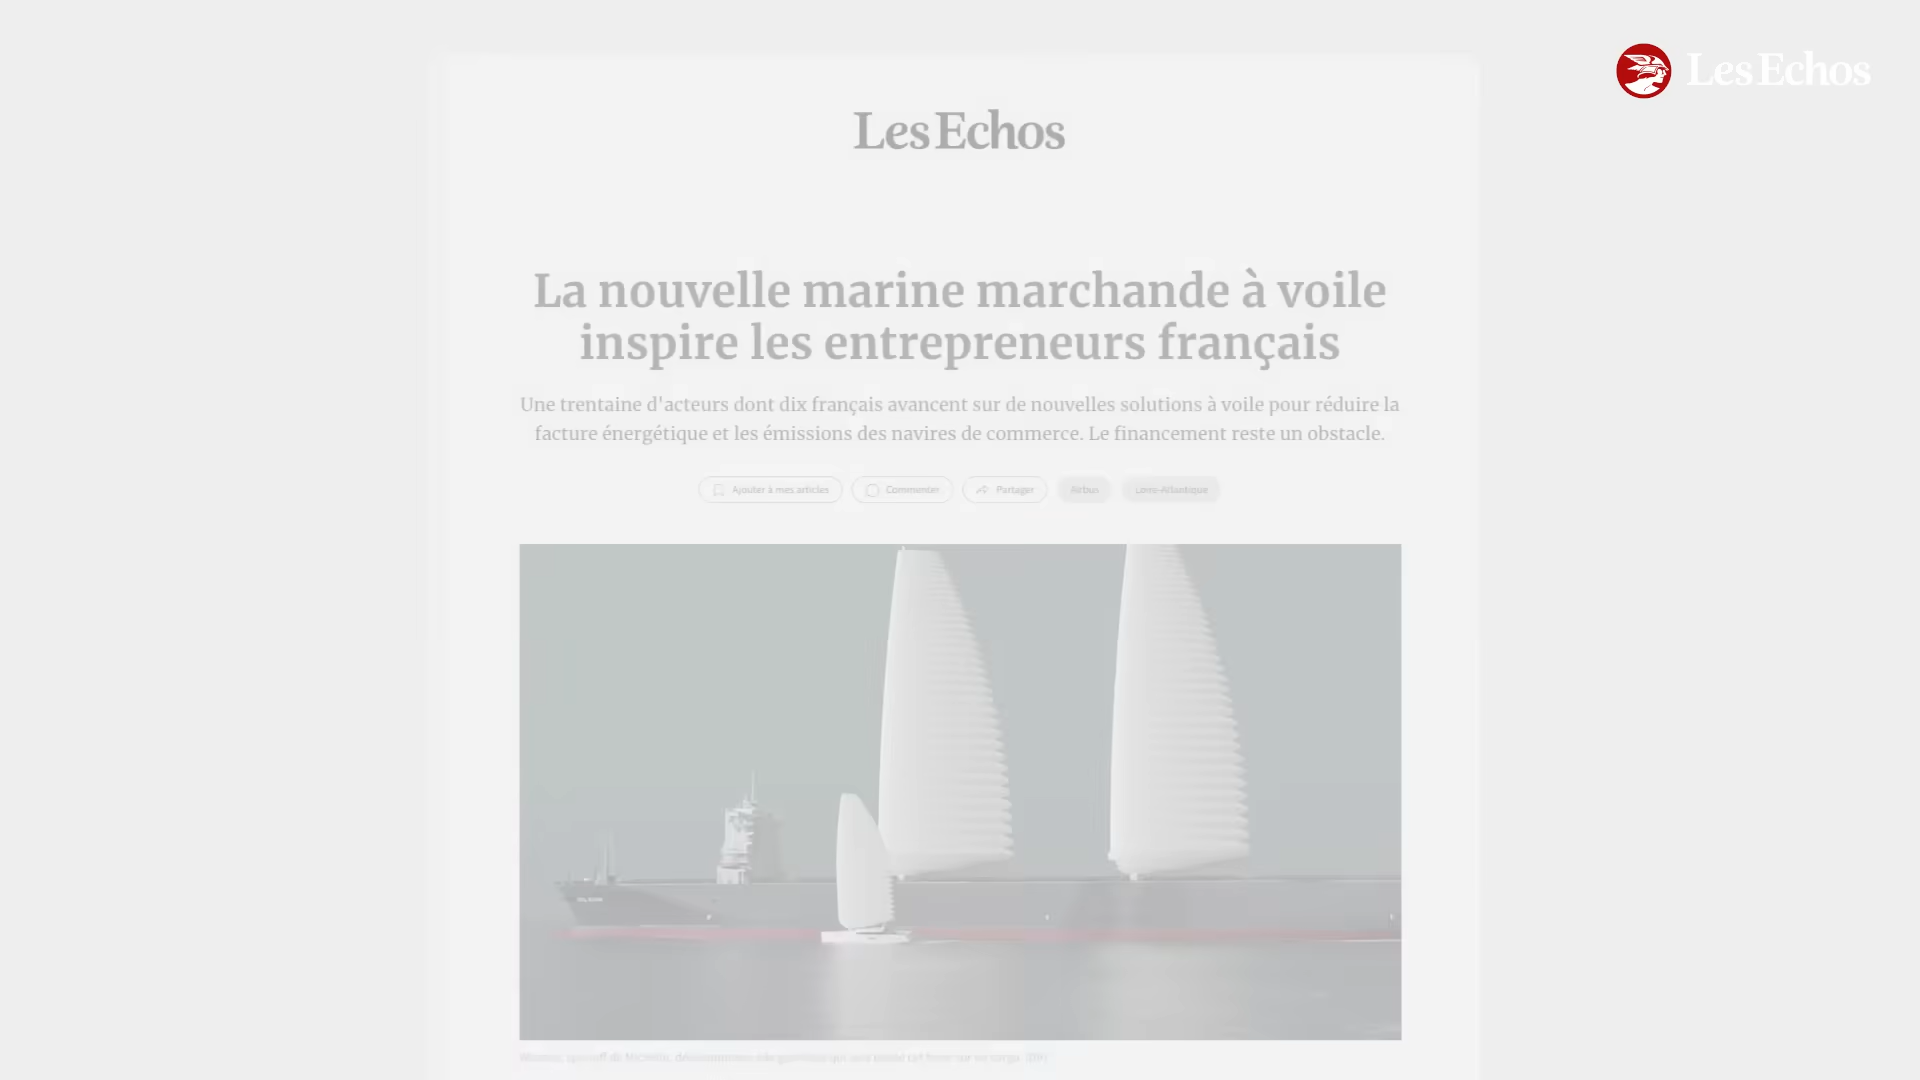 Les Echos
Les Echos
La nouvelle marine marchande à voile
inspire les entrepreneurs français
Une trentaine d'acteurs dont dix français avancent sur de nouvelles solutions à voile pour réduire la
facture énergétique et les émissions des navires de commerce. Le financement reste un obstacle.
Ajouter à mes articles
Commenter
Partager
Airbus
Loire-Atlantique